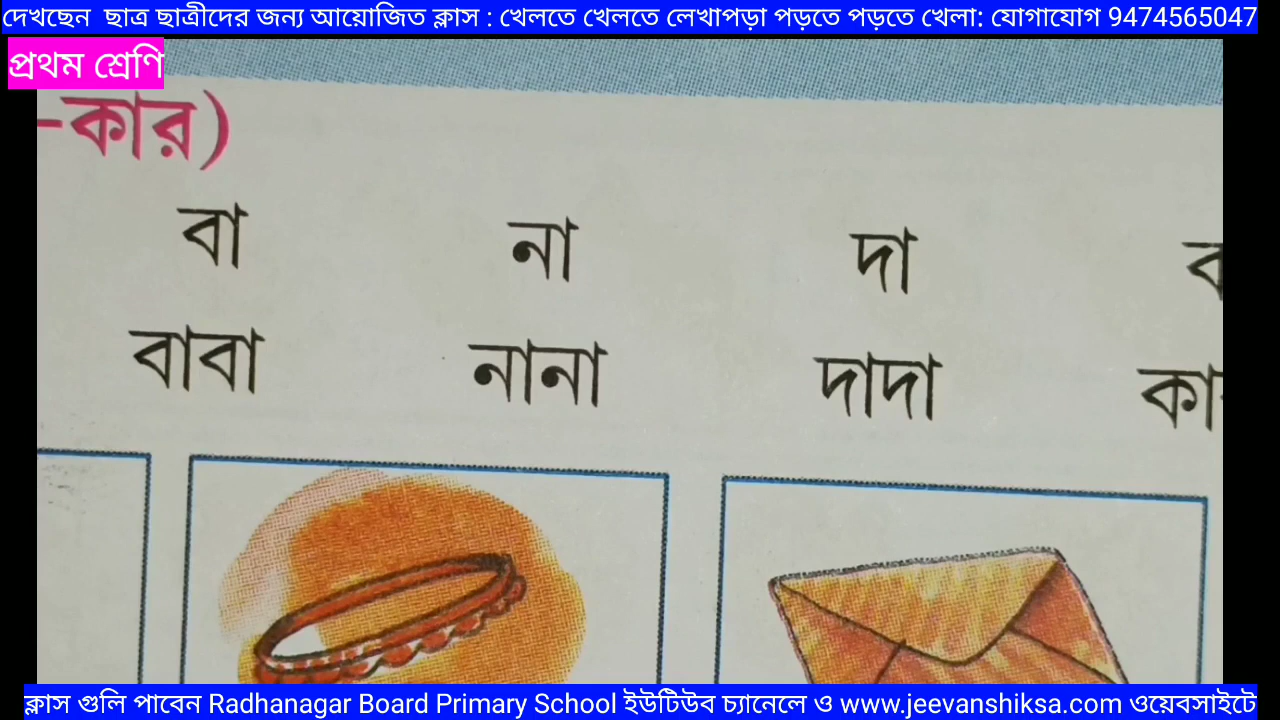 দেখছেন ছাত্র ছাত্রীদের জন্য আয়োজিত ক্লাস : খেলতে খেলতে লেখাপড়া পড়তে পড়তে খেলা: যোগাযোগ 9474565047
প্রথম শ্রেণি
-কার)
বা না দা
বাবা নানা দাদা কা
ক্লাস গুলি পাবেন Radhanagar Board Primary School ইউটিউব চ্যানেলে ও www.jeevanshiksa.com ওয়েবসাইটে